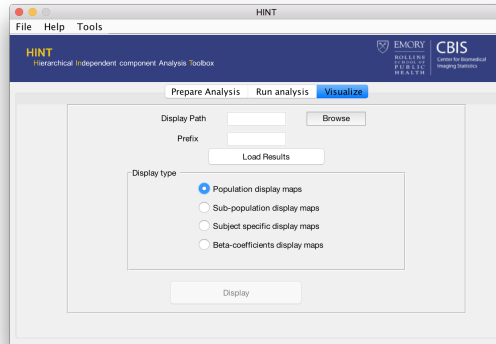 HINT
File Help Tools
HINT
Hierarchical Independent component Analysis Toolbox
EMORY
ROLLINS
SCHOOL OF
PUBLIC
HEALTH
CBIS
Center for Biomedical
Imaging Statistics
Prepare Analysis Run analysis Visualize
Display Path Browse
Prefix
Load Results
Display type
Population display maps
Sub-population display maps
Subject specific display maps
Beta-coefficients display maps
Display